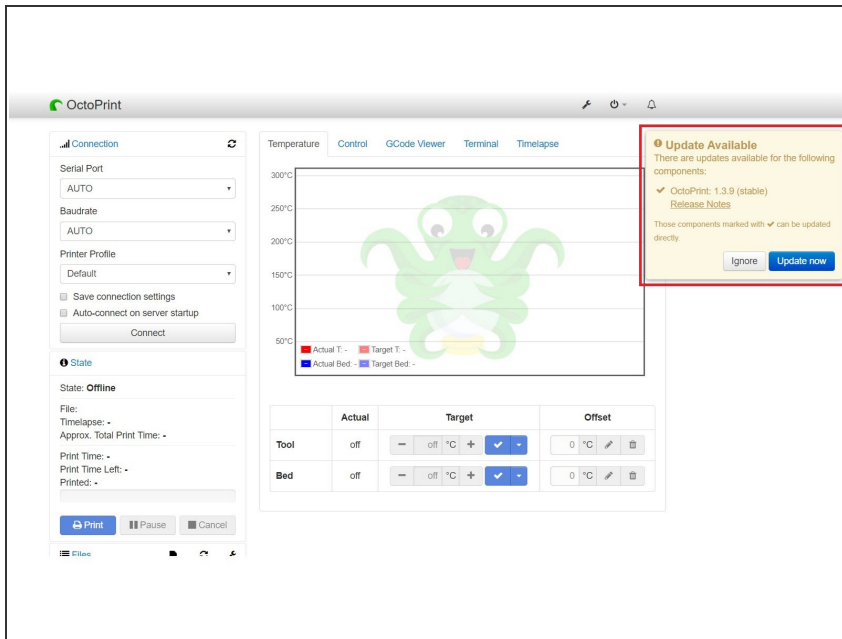 OctoPrint
Connection
Serial Port
AUTO
Baudrate
AUTO
Printer Profile
Default
Save connection settings
Auto-connect on server startup
Connect
State
State: Offline
File:
Timelapse: -
Approx. Total Print Time: -
Print Time: -
Print Time Left: -
Printed: -
Print Pause Cancel
Files
Temperature Control GCode Viewer Terminal Timelapse
300°C
250°C
200°C
150°C
100°C
50°C
Actual T: - Target T: -
Actual Bed: - Target Bed: -
Actual Target Offset
Tool off off °C 0 °C
Bed off off °C 0 °C
Update Available
There are updates available for the following
components:
OctoPrint: 1.3.9 (stable)
Release Notes
Those components marked with ✔ can be updated
directly.
Ignore Update now